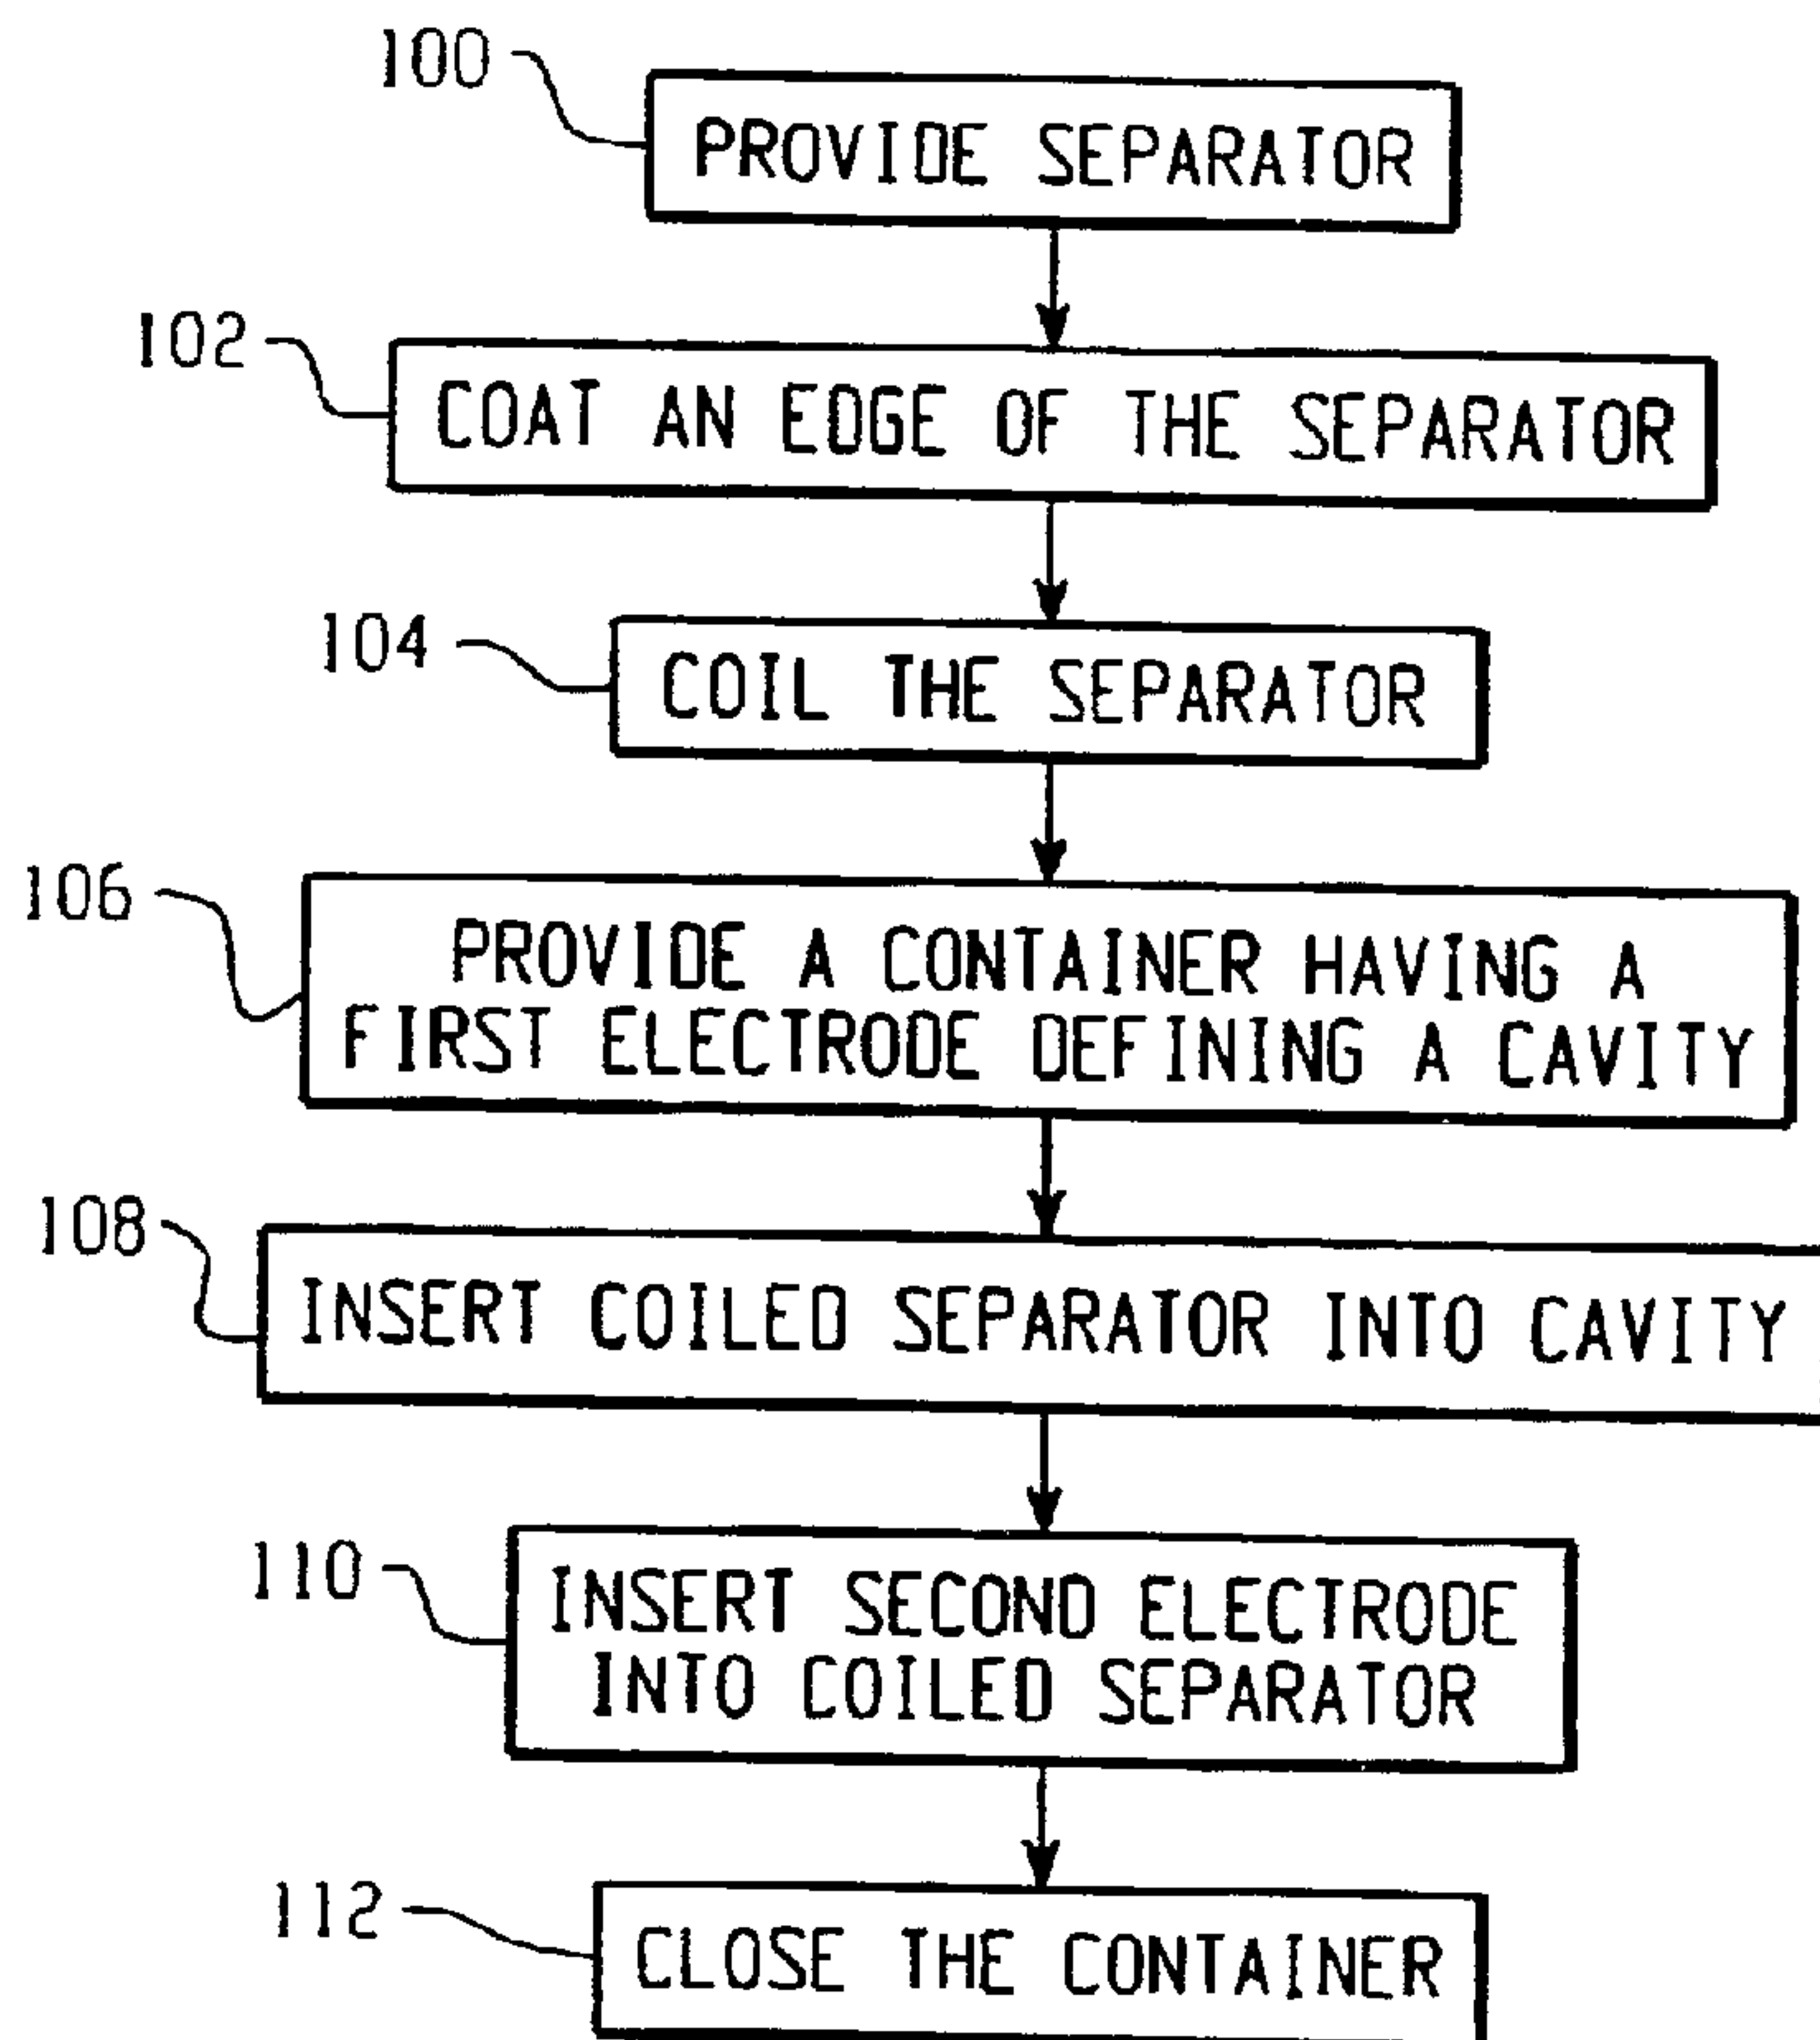 100
PROVIDE SEPARATOR
102
COAT AN EDGE OF THE SEPARATOR
104
COIL THE SEPARATOR
106
PROVIDE A CONTAINER HAVING A
FIRST ELECTRODE DEFINING A CAVITY
108
INSERT COILED SEPARATOR INTO CAVITY
110
INSERT SECOND ELECTRODE
INTO COILED SEPARATOR
112
CLOSE THE CONTAINER